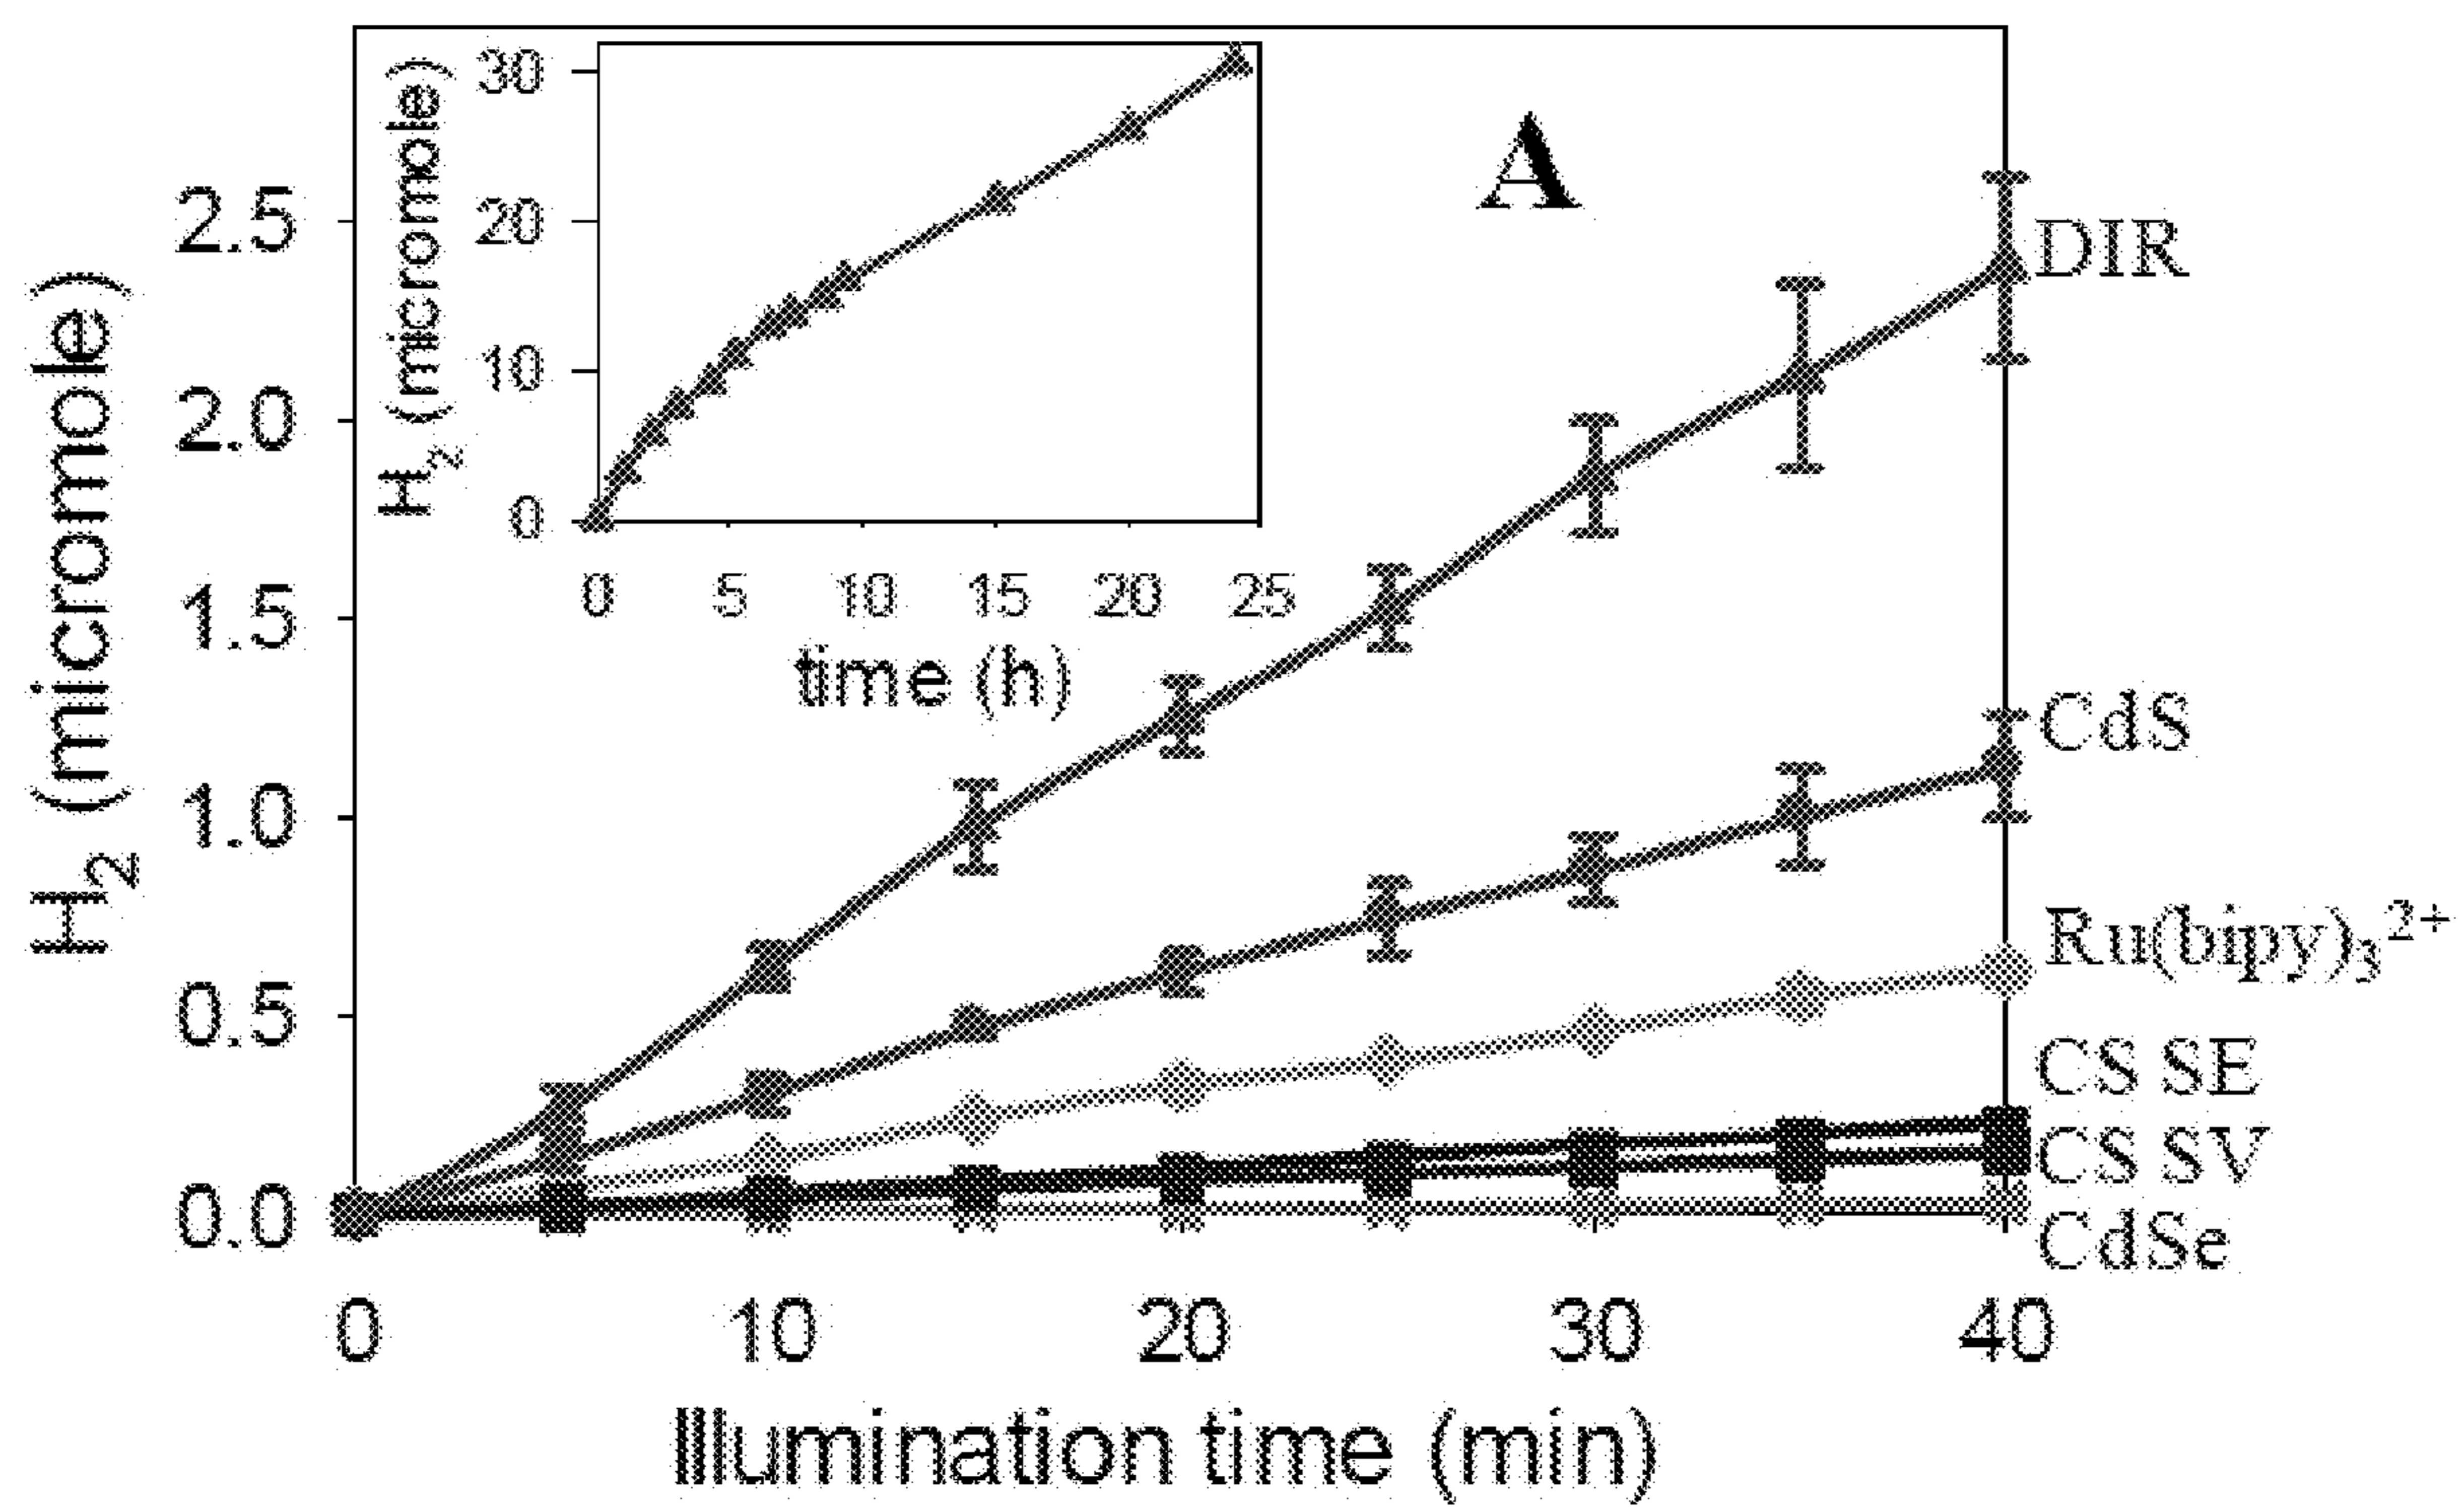 A
H₂ (micromole)
30
20
10
0
0 5 10 15 20 25
time (h)
H₂ (micromole)
2.5
2.0
1.5
1.0
0.5
0.0
DIR
CdS
Ru(bipy)₃²⁺
CS SE
CS SV
CdSe
0 10 20 30 40
Illumination time (min)